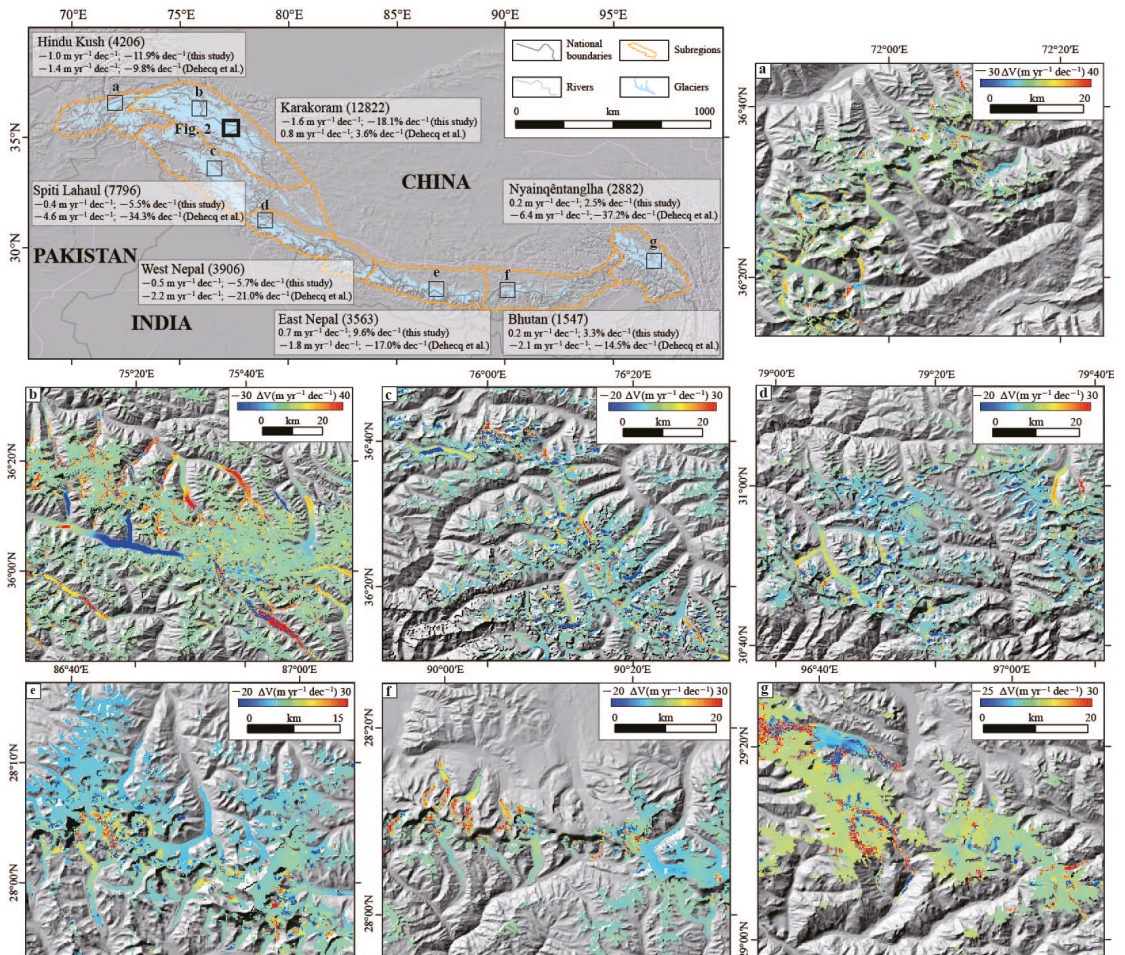 70°E 75°E 80°E 85°E 90°E 95°E
Hindu Kush (4206)
−1.0 m yr⁻¹ dec⁻¹; −11.9% dec⁻¹ (this study)
−1.4 m yr⁻¹ dec⁻¹; −9.8% dec⁻¹ (Dehecq et al.)
National boundaries
Subregions
Rivers
Glaciers
km
0 1000
a
b
Fig. 2
c
d
e
f
g
35°N
30°N
Karakoram (12822)
−1.6 m yr⁻¹ dec⁻¹; −18.1% dec⁻¹ (this study)
0.8 m yr⁻¹ dec⁻¹; 3.6% dec⁻¹ (Dehecq et al.)
CHINA
Spiti Lahaul (7796)
−0.4 m yr⁻¹ dec⁻¹; −5.5% dec⁻¹ (this study)
−4.6 m yr⁻¹ dec⁻¹; −34.3% dec⁻¹ (Dehecq et al.)
Nyainqêntanglha (2882)
0.2 m yr⁻¹ dec⁻¹; 2.5% dec⁻¹ (this study)
−6.4 m yr⁻¹ dec⁻¹; −37.2% dec⁻¹ (Dehecq et al.)
PAKISTAN
West Nepal (3906)
−0.5 m yr⁻¹ dec⁻¹; −5.7% dec⁻¹ (this study)
−2.2 m yr⁻¹ dec⁻¹; −21.0% dec⁻¹ (Dehecq et al.)
INDIA
East Nepal (3563)
0.7 m yr⁻¹ dec⁻¹; 9.6% dec⁻¹ (this study)
−1.8 m yr⁻¹ dec⁻¹; −17.0% dec⁻¹ (Dehecq et al.)
Bhutan (1547)
0.2 m yr⁻¹ dec⁻¹; 3.3% dec⁻¹ (this study)
−2.1 m yr⁻¹ dec⁻¹; −14.5% dec⁻¹ (Dehecq et al.)
72°00'E 72°20'E
a
−30 ΔV(m yr⁻¹ dec⁻¹) 40
0 km 20
36°40'N
36°20'N
75°20'E 75°40'E
b
−30 ΔV (m yr⁻¹ dec⁻¹) 40
0 km 20
36°20'N
36°00'N
76°00'E 76°20'E
c
−20 ΔV(m yr⁻¹ dec⁻¹) 30
0 km 20
36°40'N
36°20'N
79°00'E 79°20'E 79°40'E
d
−20 ΔV(m yr⁻¹ dec⁻¹) 30
0 km 20
31°00'N
30°40'N
86°40'E 87°00'E
e
−20 ΔV(m yr⁻¹ dec⁻¹) 30
0 km 15
28°10'N
28°00'N
90°00'E 90°20'E
f
−20 ΔV(m yr⁻¹ dec⁻¹) 30
0 km 20
28°20'N
28°00'N
96°40'E 97°00'E
g
−25 ΔV(m yr⁻¹ dec⁻¹) 30
0 km 20
29°20'N
29°00'N